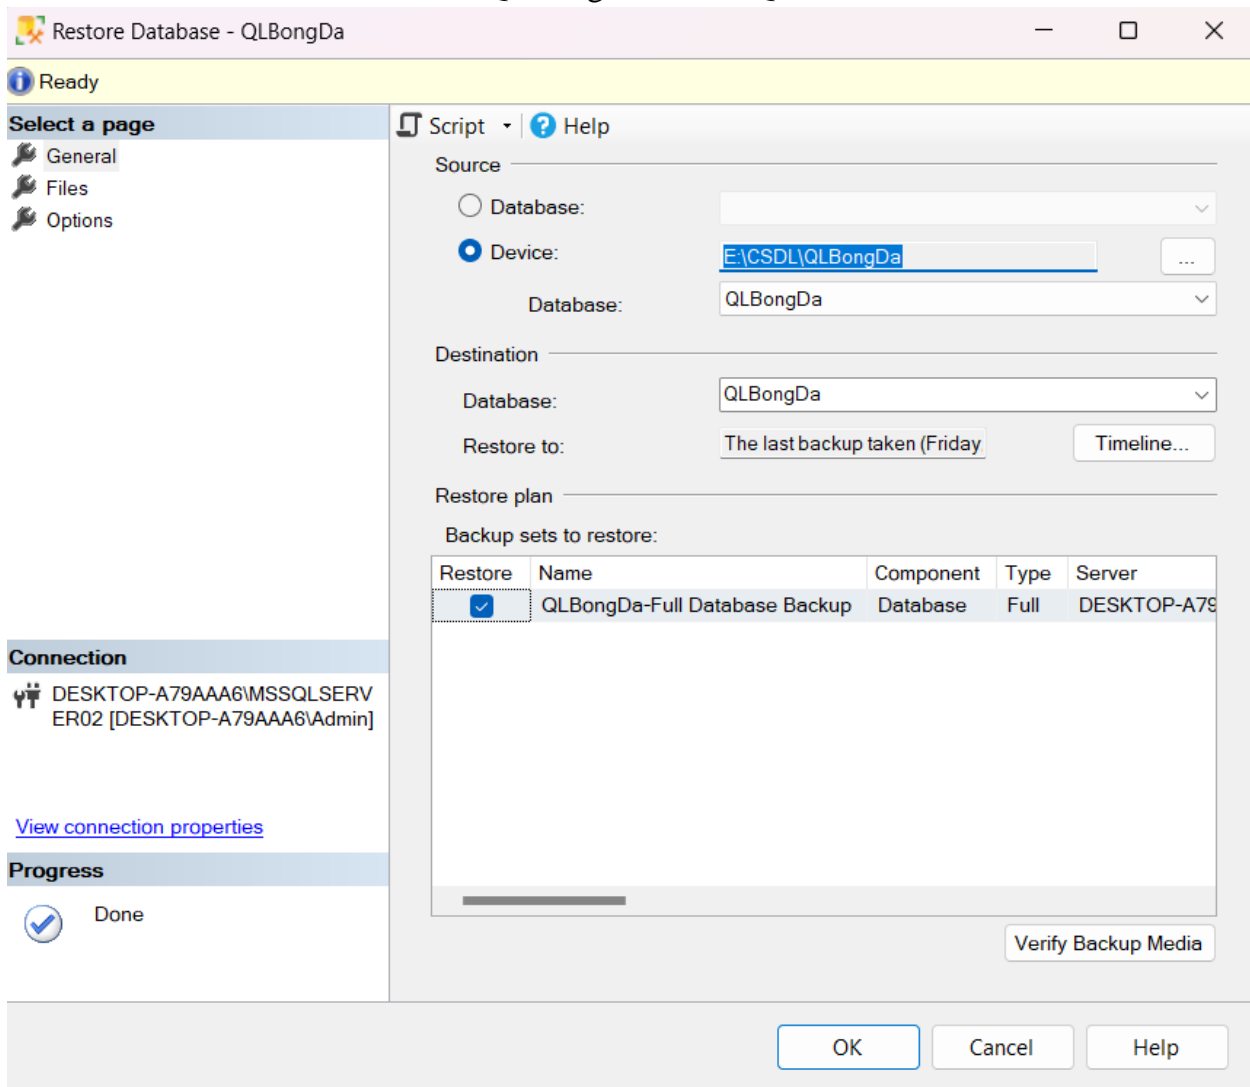 Restore Database - QLBongDa
Ready
Select a page
General
Files
Options
Script
Help
Source
Database:
Device:
E:\CSDL\QLBongDa
...
Database:
QLBongDa
Destination
Database:
QLBongDa
Restore to:
The last backup taken (Friday,
Timeline...
Restore plan
Backup sets to restore:
Restore Name Component Type Server
QLBongDa-Full Database Backup Database Full DESKTOP-A79
Connection
DESKTOP-A79AAA6\MSSQLSERV
ER02 [DESKTOP-A79AAA6\Admin]
View connection properties
Progress
Done
Verify Backup Media
OK Cancel Help